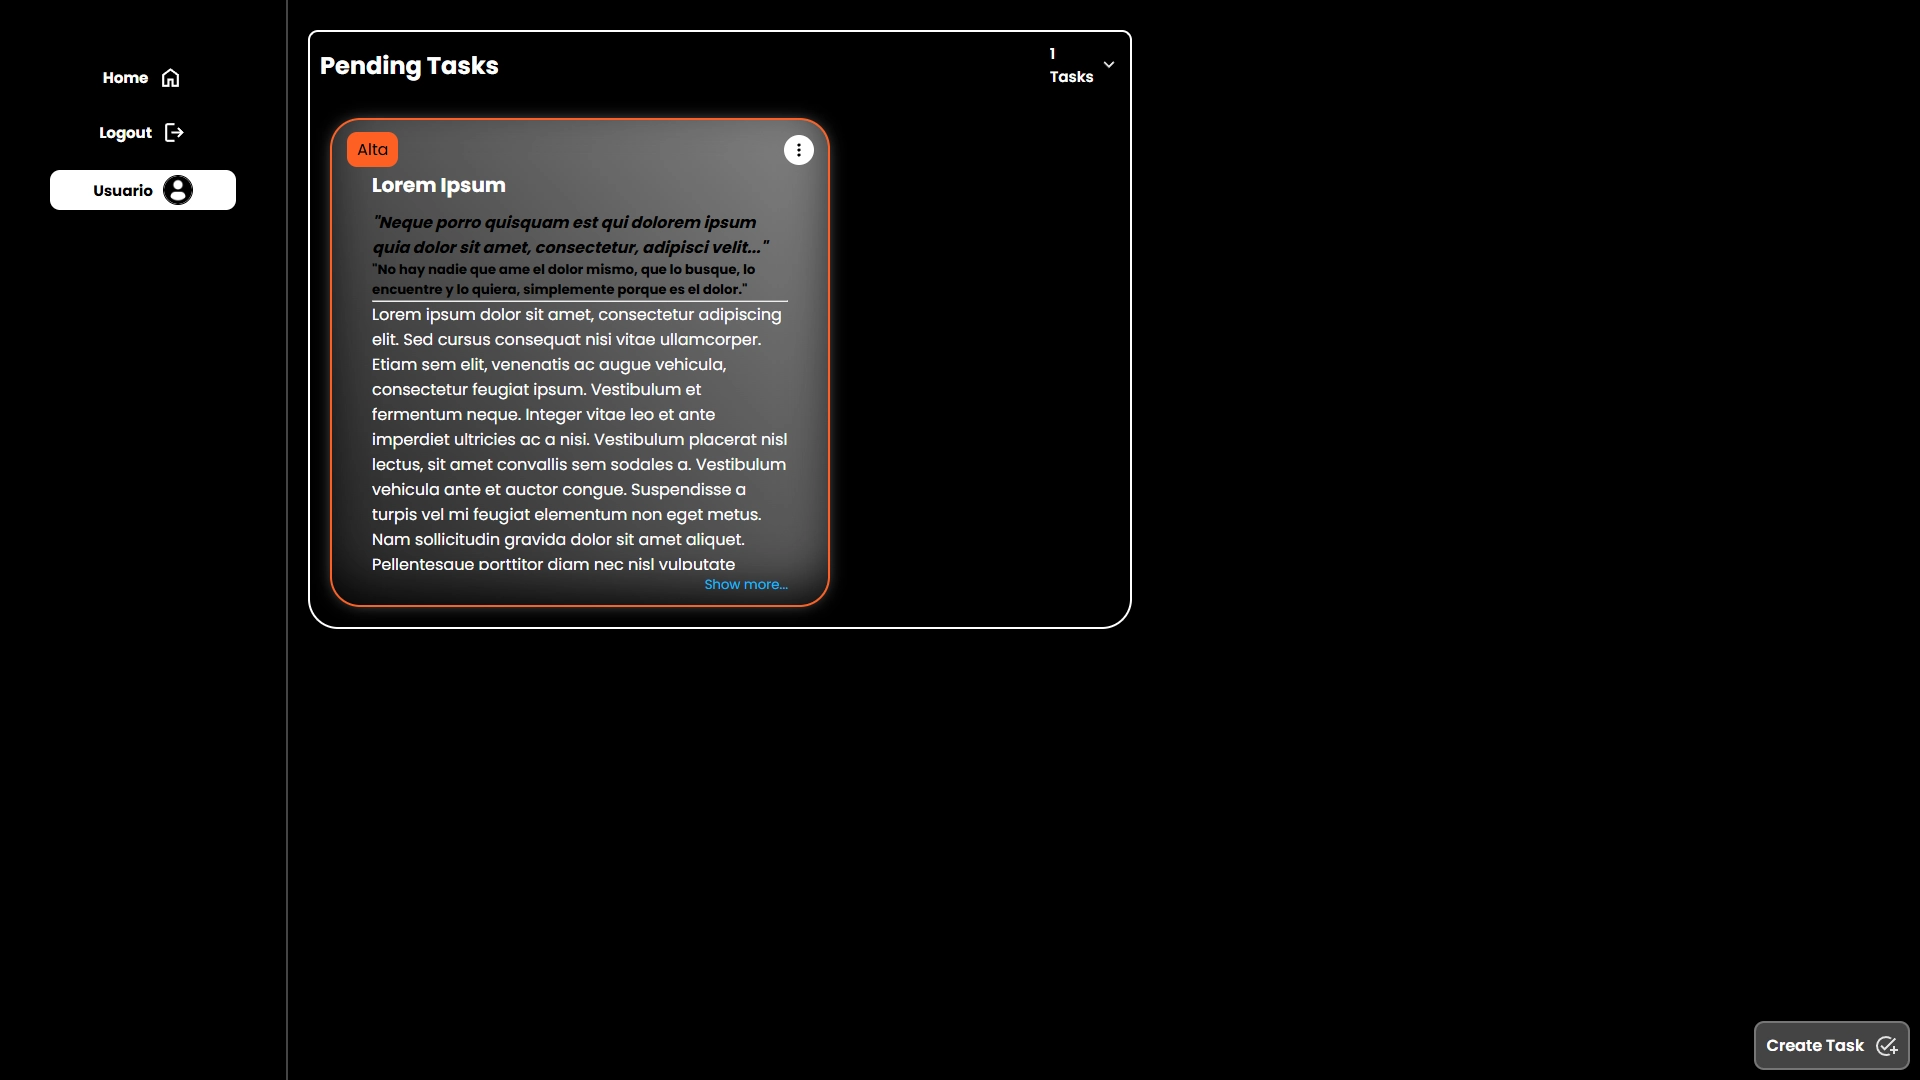 Home
Logout
Usuario
Pending Tasks
1
Tasks
Alta
Lorem Ipsum
"Neque porro quisquam est qui dolorem ipsum
quia dolor sit amet, consectetur, adipisci velit..."
"No hay nadie que ame el dolor mismo, que lo busque, lo
encuentre y lo quiera, simplemente porque es el dolor."
Lorem ipsum dolor sit amet, consectetur adipiscing
elit. Sed cursus consequat nisi vitae ullamcorper.
Etiam sem elit, venenatis ac augue vehicula,
consectetur feugiat ipsum. Vestibulum et
fermentum neque. Integer vitae leo et ante
imperdiet ultricies ac a nisi. Vestibulum placerat nisl
lectus, sit amet convallis sem sodales a. Vestibulum
vehicula ante et auctor congue. Suspendisse a
turpis vel mi feugiat elementum non eget metus.
Nam sollicitudin gravida dolor sit amet aliquet.
Pellentesque porttitor diam nec nisl vulputate
Show more...
Create Task